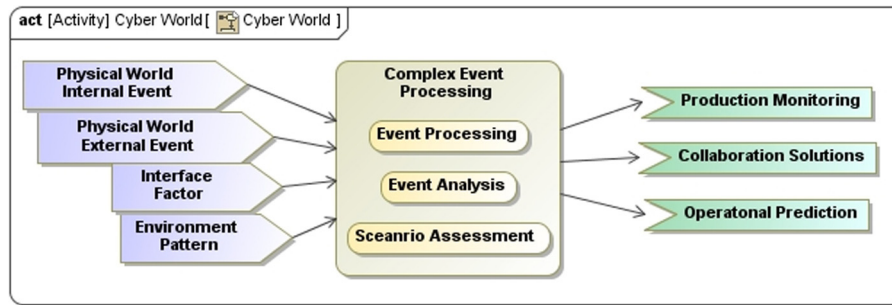 act [Activity] Cyber World[ Cyber World ]
Physical World
Internal Event
Physical World
External Event
Interface
Factor
Environment
Pattern
Complex Event
Processing
Event Processing
Event Analysis
Sceanrio Assessment
Production Monitoring
Collaboration Solutions
Operatonal Prediction